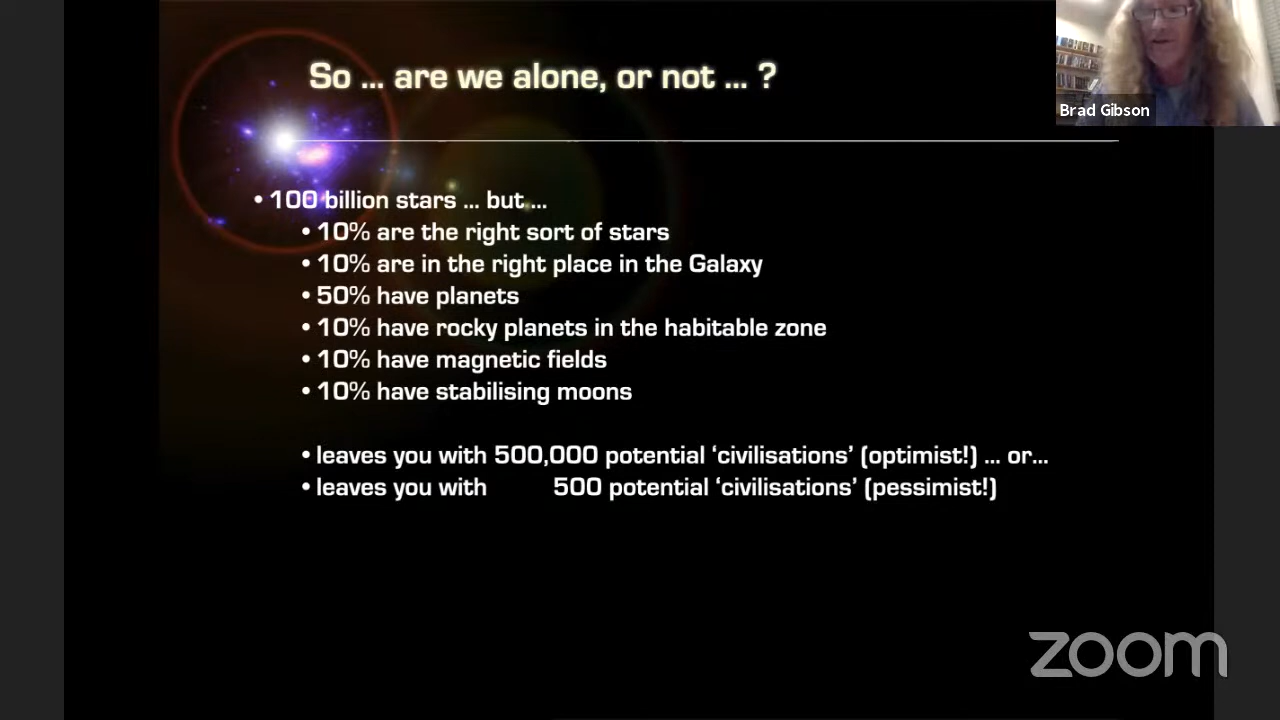 So ... are we alone, or not ... ?
Brad Gibson
• 100 billion stars ... but ...
• 10% are the right sort of stars
• 10% are in the right place in the Galaxy
• 50% have planets
• 10% have rocky planets in the habitable zone
• 10% have magnetic fields
• 10% have stabilising moons
• leaves you with 500,000 potential ‘civilisations’ (optimist!) ... or...
• leaves you with 500 potential ‘civilisations’ (pessimist!)
zoom